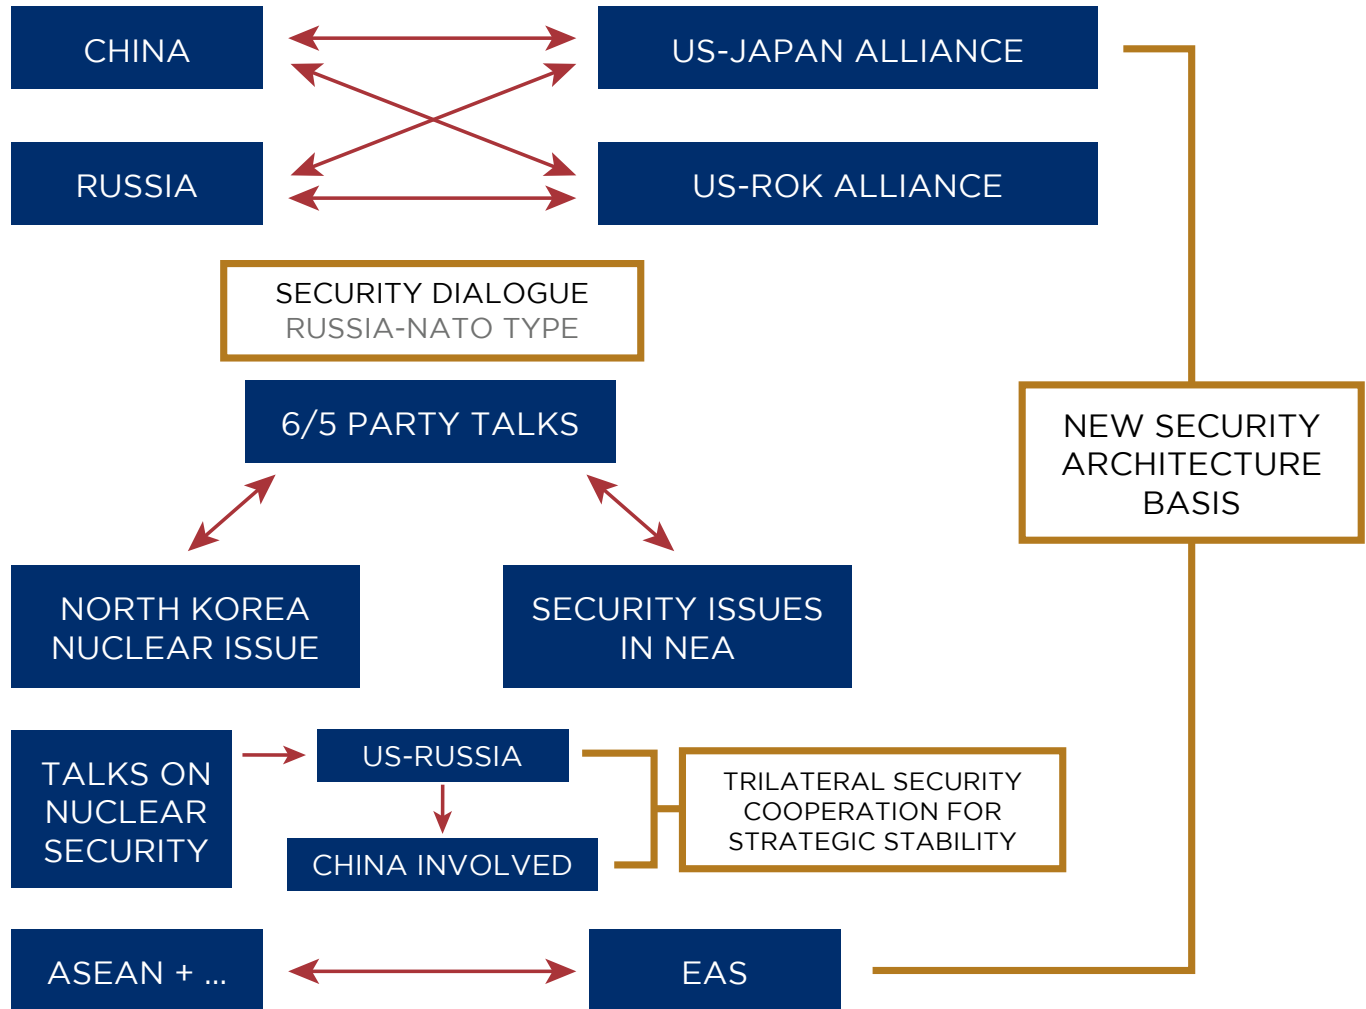 CHINA
US-JAPAN ALLIANCE
RUSSIA
US-ROK ALLIANCE
SECURITY DIALOGUE
RUSSIA-NATO TYPE
6/5 PARTY TALKS
NEW SECURITY
ARCHITECTURE
BASIS
NORTH KOREA
NUCLEAR ISSUE
SECURITY ISSUES
IN NEA
TALKS ON
NUCLEAR
SECURITY
US-RUSSIA
CHINA INVOLVED
TRILATERAL SECURITY
COOPERATION FOR
STRATEGIC STABILITY
ASEAN + ...
EAS